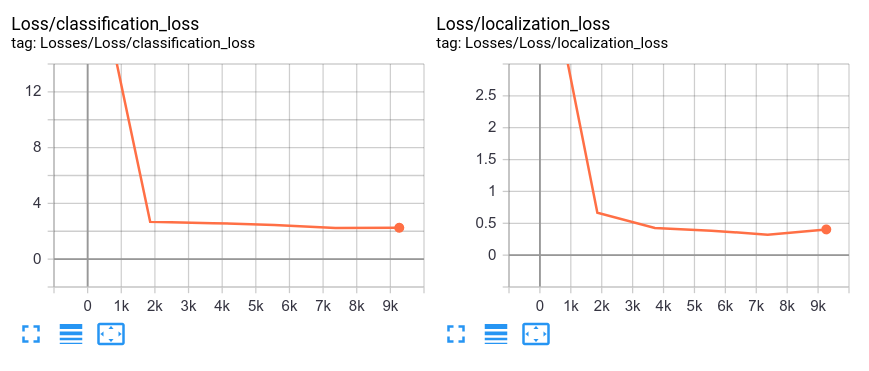 Loss/classification_loss
tag: Losses/Loss/classification_loss
12
8
4
0
0 1k 2k 3k 4k 5k 6k 7k 8k 9k
Loss/localization_loss
tag: Losses/Loss/localization_loss
2.5
2
1.5
1
0.5
0
0 1k 2k 3k 4k 5k 6k 7k 8k 9k